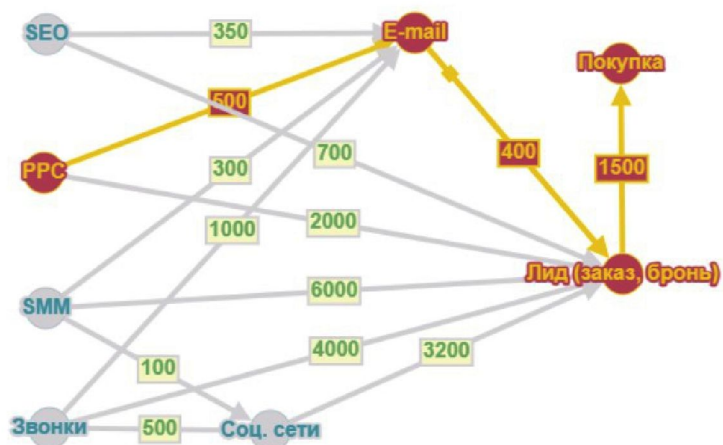 SEO
350
E-mail
Покупка
500
PPC
300
700
400
1500
1000
2000
Лид (заказ, бронь)
SMM
6000
4000
3200
100
Звонки
500
Соц. сети